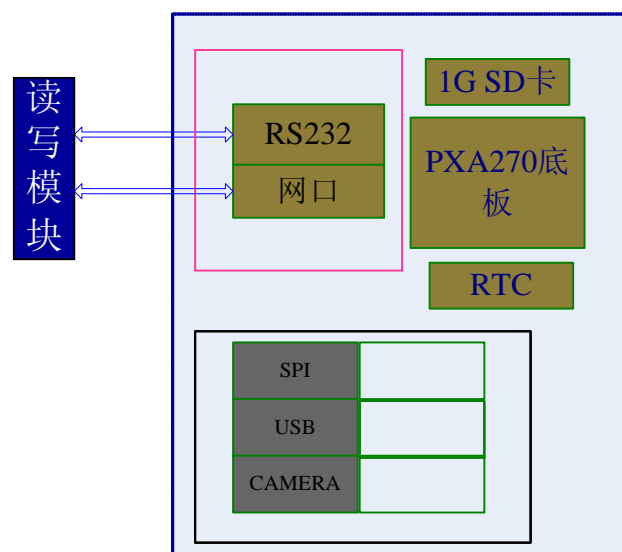 读写模块
RS232
网口
1G SD卡
PXA270底
板
RTC
SPI
USB
CAMERA